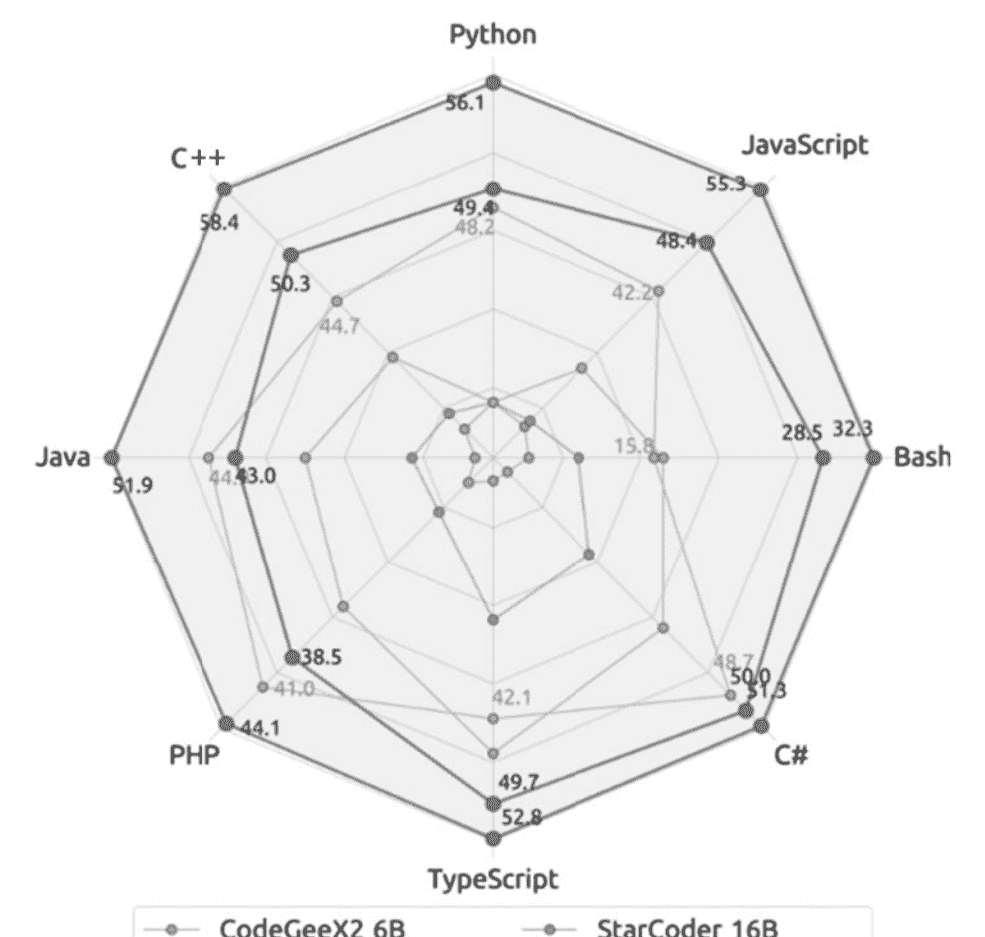 Python
56.1
C++
JavaScript
55.3
58.4
49.4
48.2
48.4
50.3
42.2
44.7
28.5
32.3
15.8
Java
Bash
51.9
43.0
38.5
41.0
48.7
50.0
51.3
42.1
44.1
PHP
C#
49.7
52.8
TypeScript
CodeGeeX2 6B
StarCoder 16B